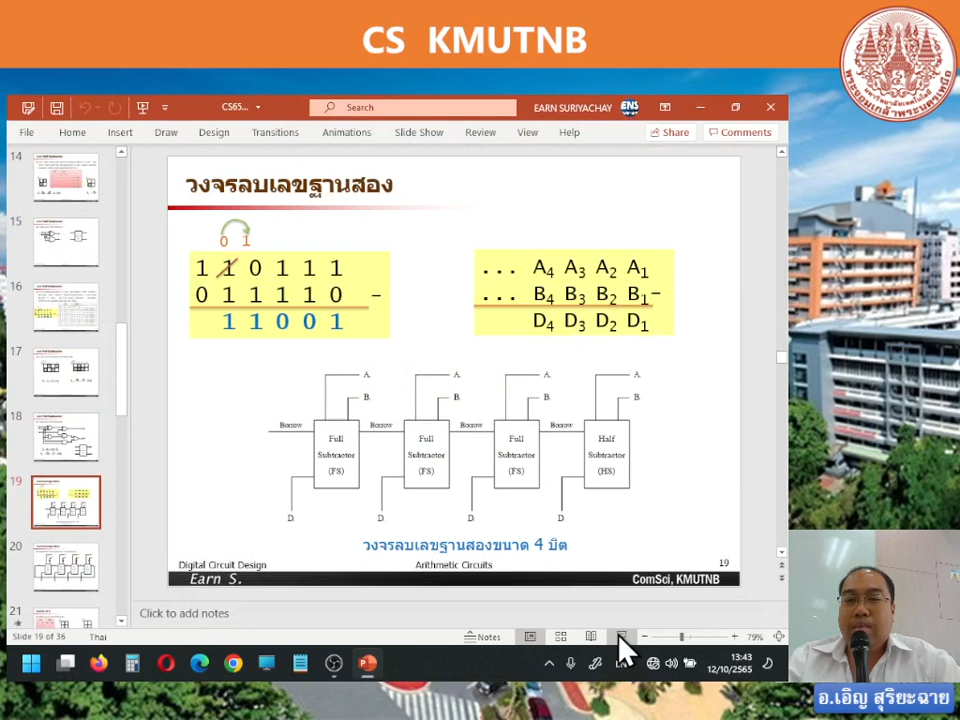 CS KMUTNB
CS65...
Search
EARN SURIYACHAY
ENS
File Home Insert Draw Design Transitions Animations Slide Show Review View Help
Share
Comments
14
15
16
17
18
19
20
21
วงจรลบเลขฐานสอง
0 1
1 1 0 1 1 1
0 1 1 1 1 0 -
1 1 0 0 1
... A4 A3 A2 A1
... B4 B3 B2 B1 -
D4 D3 D2 D1
A. A. A. A.
B. B. B. B.
Borrow Borrow Borrow Borrow
Full Full Full Half
Subtractor Subtractor Subtractor Subtractor
(FS) (FS) (FS) (HS)
D. D. D. D
วงจรลบเลขฐานสองขนาด 4 บิต
Digital Circuit Design Arithmetic Circuits 19
Earn S. ComSci, KMUTNB
Click to add notes
Slide 19 of 36 Thai Notes 79%
13:43
12/10/2565
อ.เอิญ สุริยะฉาย